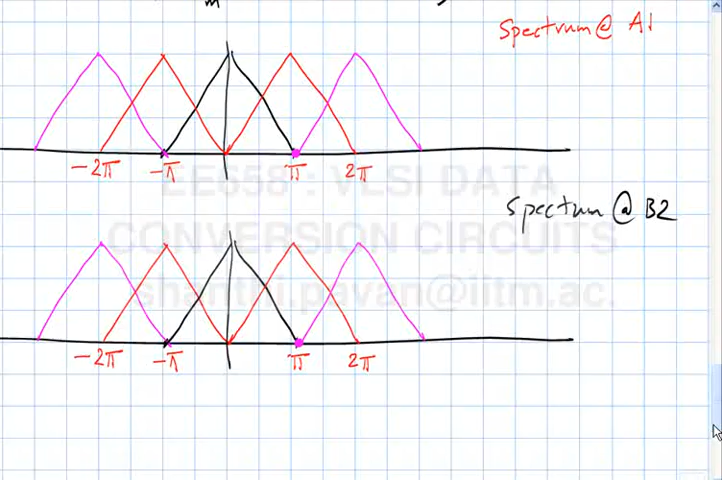 m
Spectrum @ A1
-2π -π π 2π
EE658 : VLSI DATA
Spectrum @ B2
CONVERSION CIRCUITS
shanthi.pavan@iitm.ac.
-2π -π π 2π